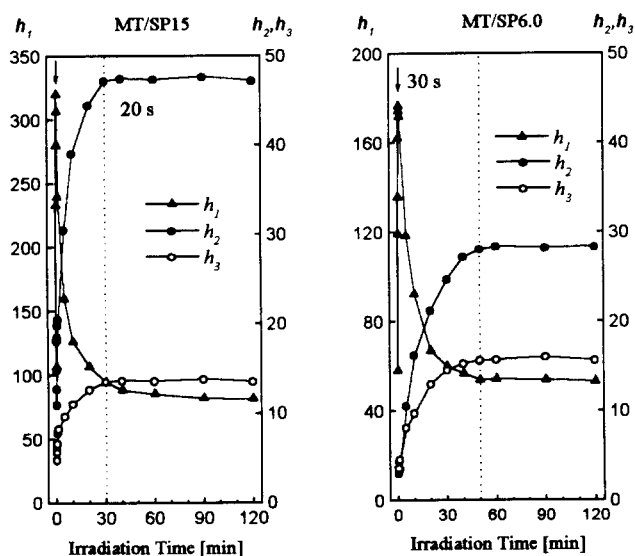 h₁ MT/SP15 h₂,h₃
350
300
250
200
150
100
50
0
50
40
30
20
10
0
20 s
h₁
h₂
h₃
0 30 60 90 120
Irradiation Time [min]
h₁ MT/SP6.0 h₂,h₃
200
160
120
80
40
0
50
40
30
20
10
0
30 s
h₁
h₂
h₃
0 30 60 90 120
Irradiation Time [min]